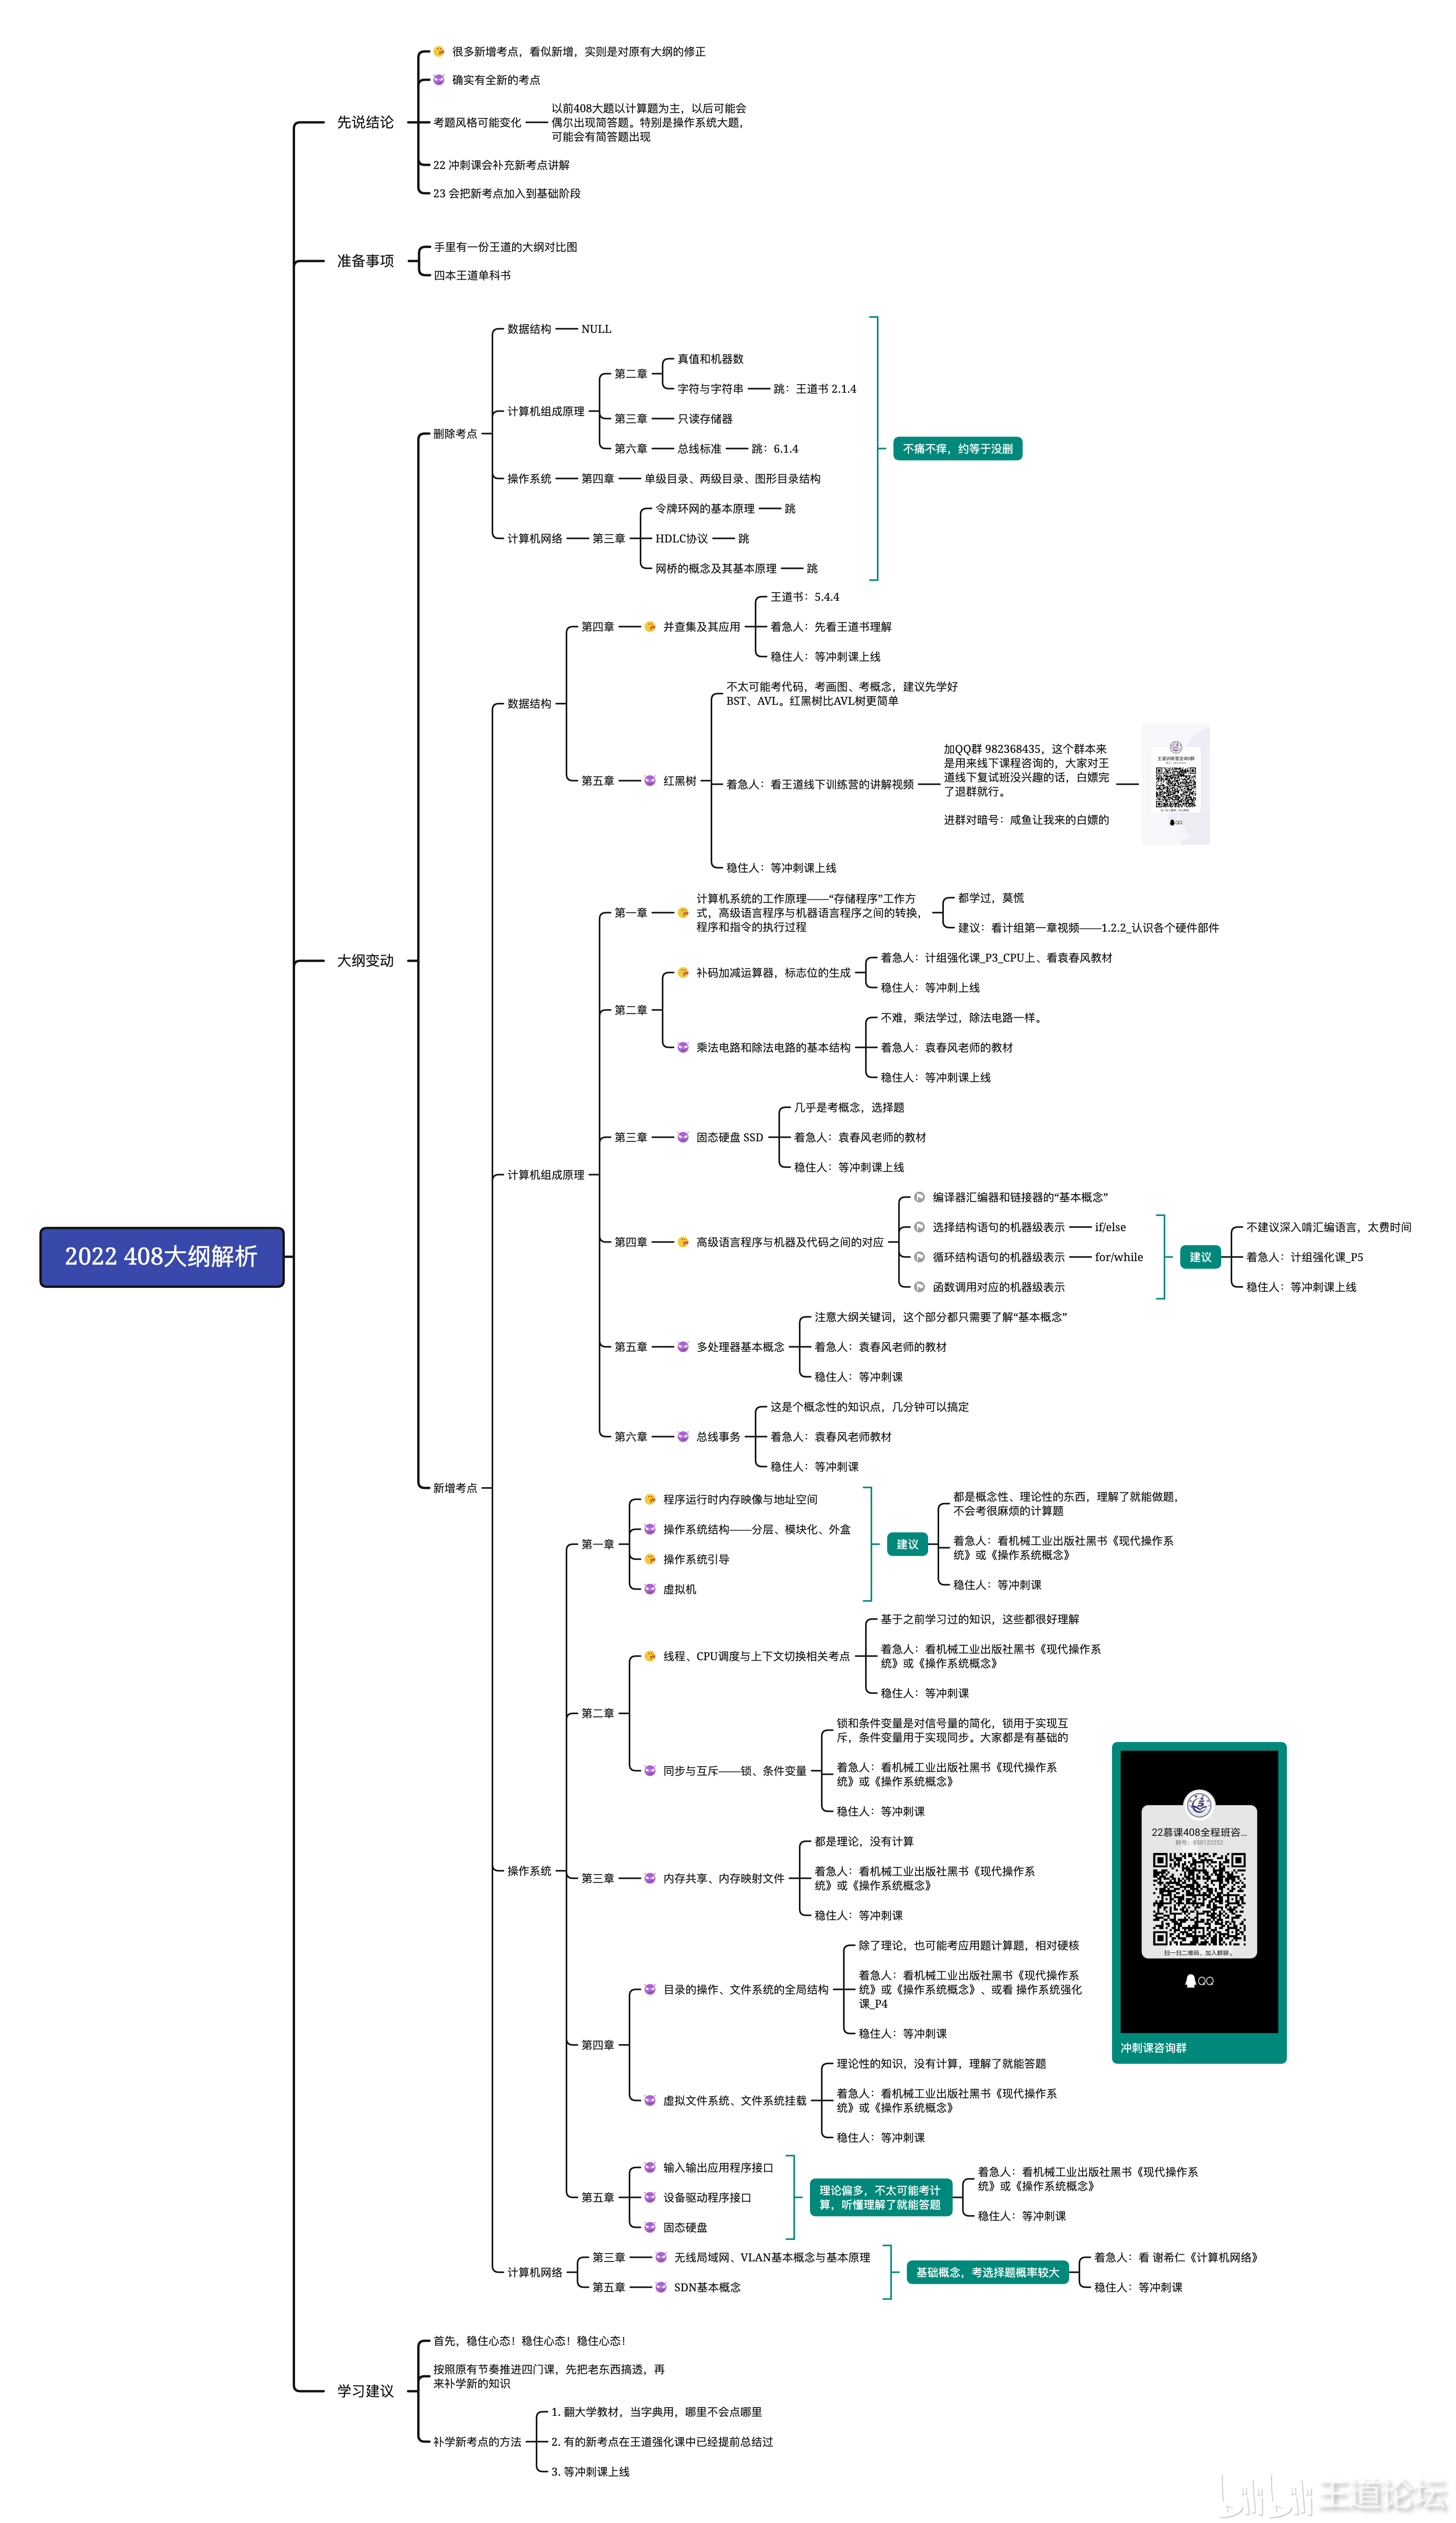 2022 408大纲解析
先说结论
很多新增考点，看似新增，实则是对原有大纲的修正
确实有全新的考点
考题风格可能变化
以前408大题以计算题为主，以后可能会
偶尔出现简答题。特别是操作系统大题，
可能会有简答题出现
22 冲刺课会补充新考点讲解
23 会把新考点加入到基础阶段
准备事项
手里有一份王道的大纲对比图
四本王道单科书
大纲变动
删除考点
数据结构
NULL
计算机组成原理
第二章
真值和机器数
字符与字符串
跳：王道书 2.1.4
第三章
只读存储器
第六章
总线标准
跳：6.1.4
操作系统
第四章
单级目录、两级目录、图形目录结构
计算机网络
第三章
令牌环网的基本原理
跳
HDLC协议
跳
网桥的概念及其基本原理
跳
不痛不痒，约等于没删
新增考点
数据结构
第四章
并查集及其应用
王道书：5.4.4
着急人：先看王道书理解
稳住人：等冲刺课上线
第五章
红黑树
不太可能考代码，考画图、考概念，建议先学好
BST、AVL。红黑树比AVL树更简单
着急人：看王道线下训练营的讲解视频
加QQ群 982368435，这个群本来
是用来线下课程咨询的，大家对王
道线下复试班没兴趣的话，白嫖完
了退群就行。
进群对暗号：咸鱼让我来的白嫖的
王道训练营咨询5群
QQ
稳住人：等冲刺课上线
计算机组成原理
第一章
计算机系统的工作原理——“存储程序”工作方
式，高级语言程序与机器语言程序之间的转换，
程序和指令的执行过程
都学过，莫慌
建议：看计组第一章视频——1.2.2_认识各个硬件部件
第二章
补码加减运算器，标志位的生成
着急人：计组强化课_P3_CPU上、看袁春风教材
稳住人：等冲刺上线
乘法电路和除法电路的基本结构
不难，乘法学过，除法电路一样。
着急人：袁春风老师的教材
稳住人：等冲刺课上线
第三章
固态硬盘 SSD
几乎是考概念，选择题
着急人：袁春风老师的教材
稳住人：等冲刺课上线
第四章
高级语言程序与机器及代码之间的对应
编译器汇编器和链接器的“基本概念”
选择结构语句的机器级表示
if/else
循环结构语句的机器级表示
for/while
函数调用对应的机器级表示
建议
不建议深入啃汇编语言，太费时间
着急人：计组强化课_P5
稳住人：等冲刺课上线
第五章
多处理器基本概念
注意大纲关键词，这个部分都只需要了解“基本概念”
着急人：袁春风老师的教材
稳住人：等冲刺课
第六章
总线事务
这是个概念性的知识点，几分钟可以搞定
着急人：袁春风老师教材
稳住人：等冲刺课
操作系统
第一章
程序运行时内存映像与地址空间
操作系统结构——分层、模块化、外盒
操作系统引导
虚拟机
建议
都是概念性、理论性的东西，理解了就能做题，
不会考很麻烦的计算题
着急人：看机械工业出版社黑书《现代操作系
统》或《操作系统概念》
稳住人：等冲刺课
第二章
线程、CPU调度与上下文切换相关考点
基于之前学习过的知识，这些都很好理解
着急人：看机械工业出版社黑书《现代操作系
统》或《操作系统概念》
稳住人：等冲刺课
同步与互斥——锁、条件变量
锁和条件变量是对信号量的简化，锁用于实现互
斥，条件变量用于实现同步。大家都是有基础的
着急人：看机械工业出版社黑书《现代操作系
统》或《操作系统概念》
稳住人：等冲刺课
第三章
内存共享、内存映射文件
都是理论，没有计算
着急人：看机械工业出版社黑书《现代操作系
统》或《操作系统概念》
稳住人：等冲刺课
第四章
目录的操作、文件系统的全局结构
除了理论，也可能考应用题计算题，相对硬核
着急人：看机械工业出版社黑书《现代操作系
统》或《操作系统概念》、或看 操作系统强化
课_P4
稳住人：等冲刺课
虚拟文件系统、文件系统挂载
理论性的知识，没有计算，理解了就能答题
着急人：看机械工业出版社黑书《现代操作系
统》或《操作系统概念》
稳住人：等冲刺课
第五章
输入输出应用程序接口
设备驱动程序接口
固态硬盘
理论偏多，不太可能考计
算，听懂理解了就能答题
着急人：看机械工业出版社黑书《现代操作系
统》或《操作系统概念》
稳住人：等冲刺课
22慕课408全程班咨...
群号：858122252
扫一扫二维码，加入群聊。
QQ
冲刺课咨询群
计算机网络
第三章
无线局域网、VLAN基本概念与基本原理
第五章
SDN基本概念
基础概念，考选择题概率较大
着急人：看 谢希仁《计算机网络》
稳住人：等冲刺课
学习建议
首先，稳住心态！稳住心态！稳住心态！
按照原有节奏推进四门课，先把老东西搞透，再
来补学新的知识
补学新考点的方法
1. 翻大学教材，当字典用，哪里不会点哪里
2. 有的新考点在王道强化课中已经提前总结过
3. 等冲刺课上线
bilibili 王道论坛